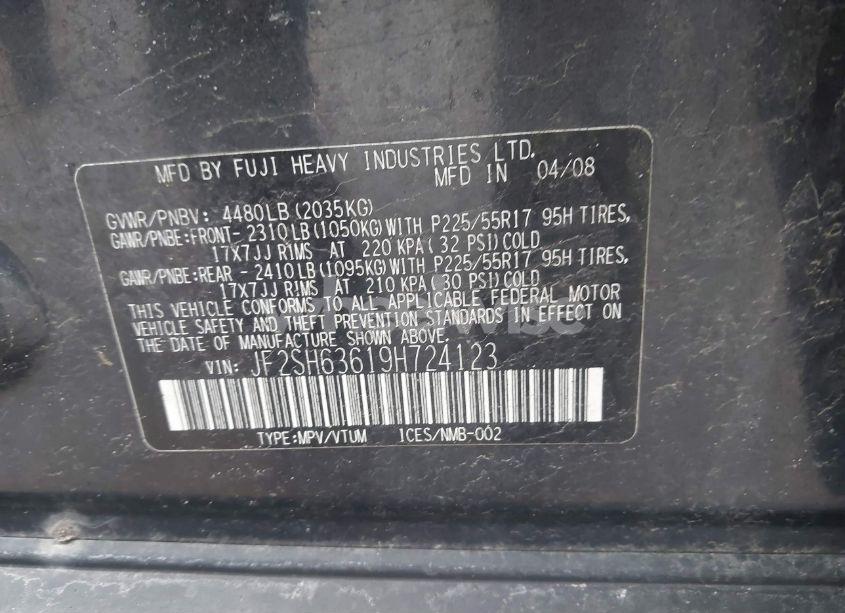 MFD BY FUJI HEAVY INDUSTRIES LTD.
MFD IN 04/08
GVWR/PNBV: 4480LB(2035KG)
GAWR/PNBE:FRONT-2310LB(1050KG)WITH P225/55R17 95H TIRES,
17X7JJ RIMS AT 220 KPA(32 PSI)COLD
GAWR/PNBE:REAR -2410LB(1095KG)WITH P225/55R17 95H TIRES,
17X7JJ RIMS AT 210 KPA(30 PSI)COLD
THIS VEHICLE CONFORMS TO ALL APPLICABLE FEDERAL MOTOR
VEHICLE SAFETY AND THEFT PREVENTION STANDARDS IN EFFECT ON
THE DATE OF MANUFACTURE SHOWN ABOVE.
VIN: JF2SH63619H724123
TYPE:MPV/VTUM ICES/NMB-002